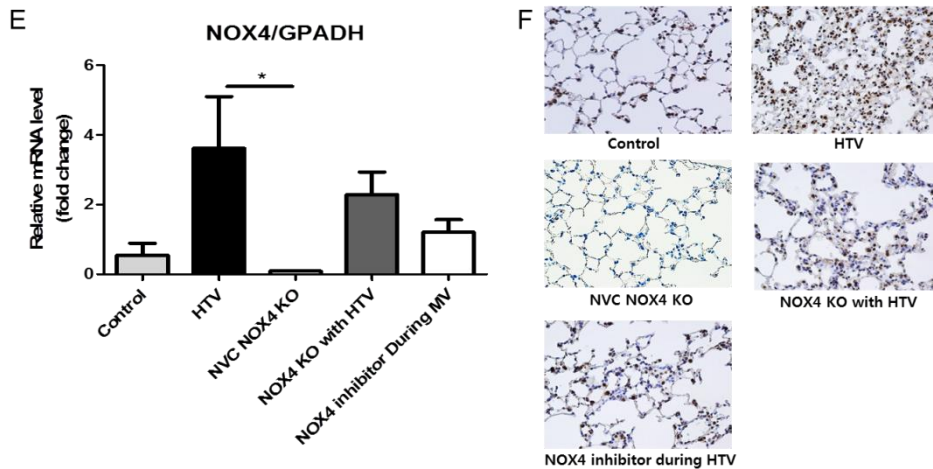 E
NOX4/GPADH
Relative mRNA level
(fold change)
6
4
2
0
*
Control
HTV
NVC NOX4 KO
NOX4 KO with HTV
NOX4 inhibitor During MV
F
Control
HTV
NVC NOX4 KO
NOX4 KO with HTV
NOX4 inhibitor during HTV